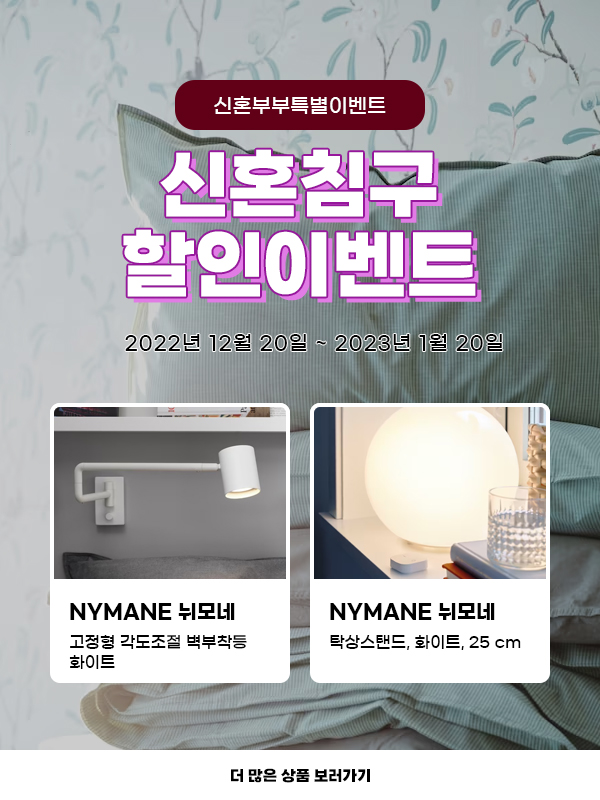 신혼부부특별이벤트
신혼침구
할인이벤트
2022년 12월 20일 ~ 2023년 1월 20일
NYMANE 뉘모네
고정형 각도조절 벽부착등
화이트
NYMANE 뉘모네
탁상스탠드, 화이트, 25 cm
더 많은 상품 보러가기